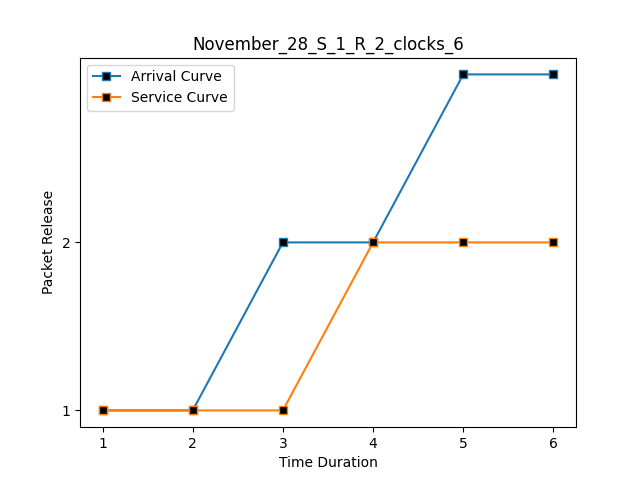 November_28_S_1_R_2_clocks_6
Arrival Curve
Service Curve
Packet Release
2
1
1 2 3 4 5 6
Time Duration